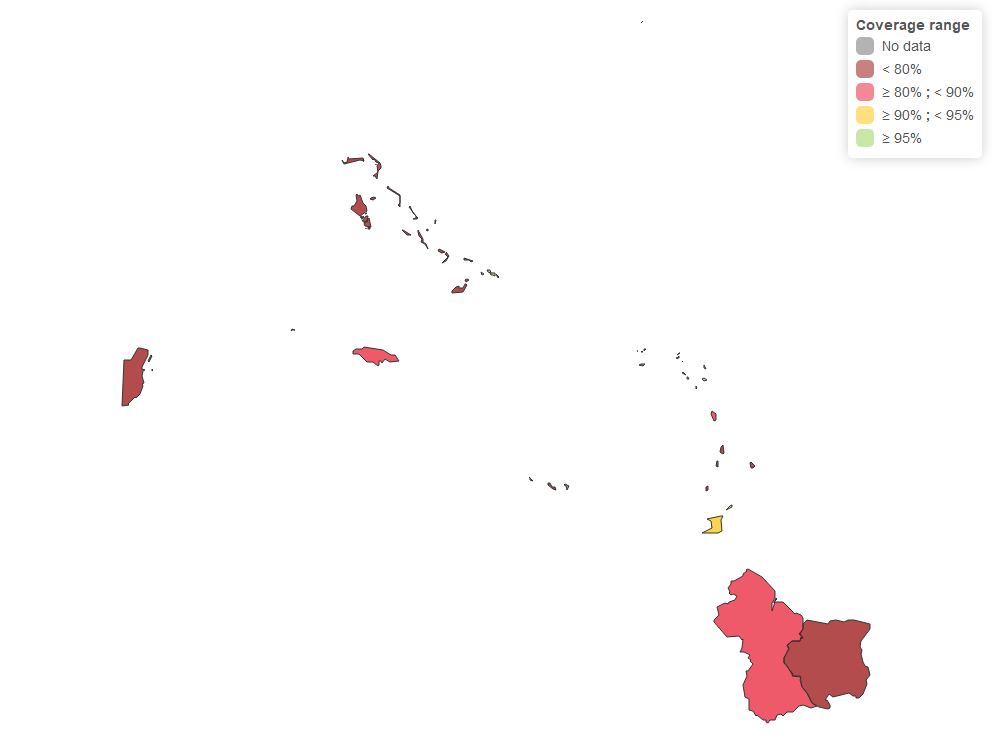 Coverage range
No data
< 80%
≥ 80% ; < 90%
≥ 90% ; < 95%
≥ 95%